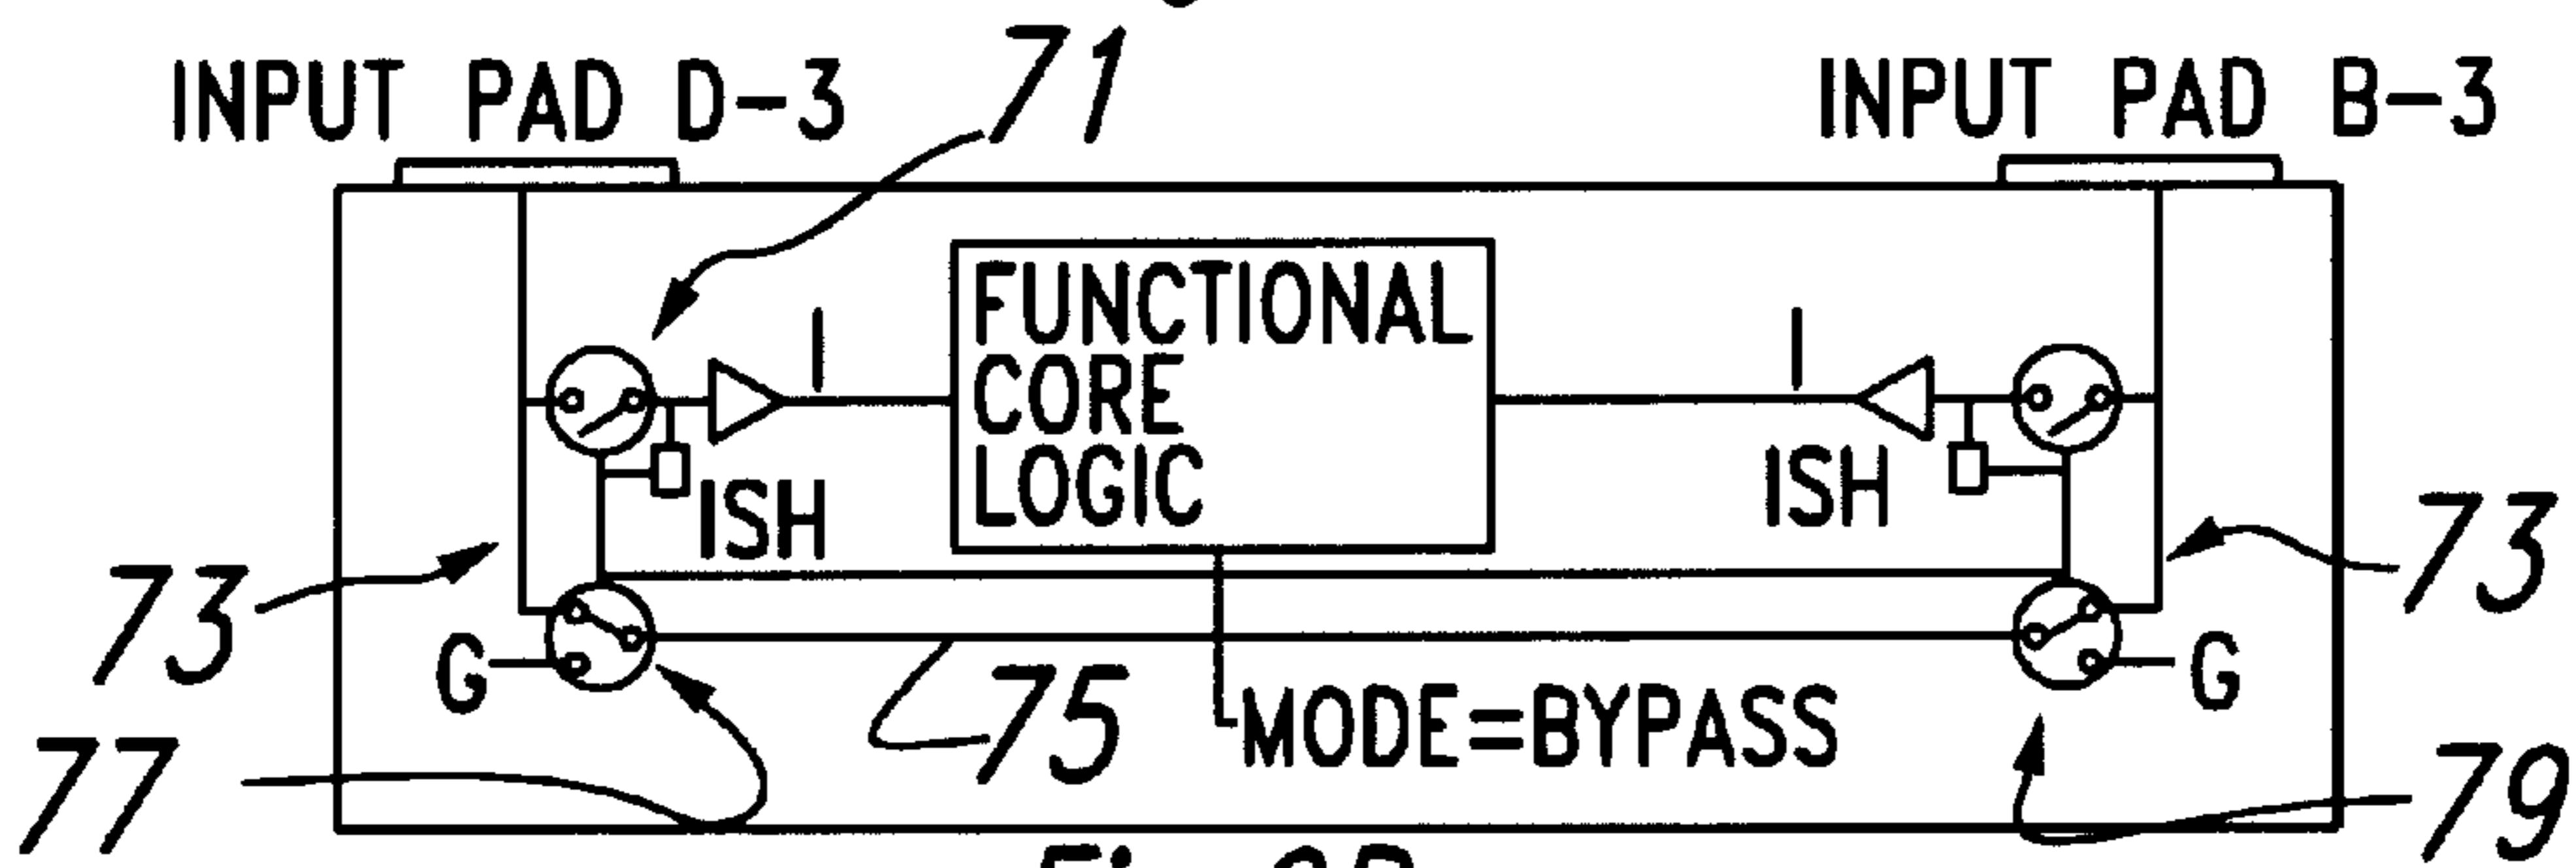 71
INPUT PAD D-3
INPUT PAD B-3
I
FUNCTIONAL
CORE
LOGIC
I
ISH
ISH
73
73
G
75
MODE=BYPASS
G
77
79